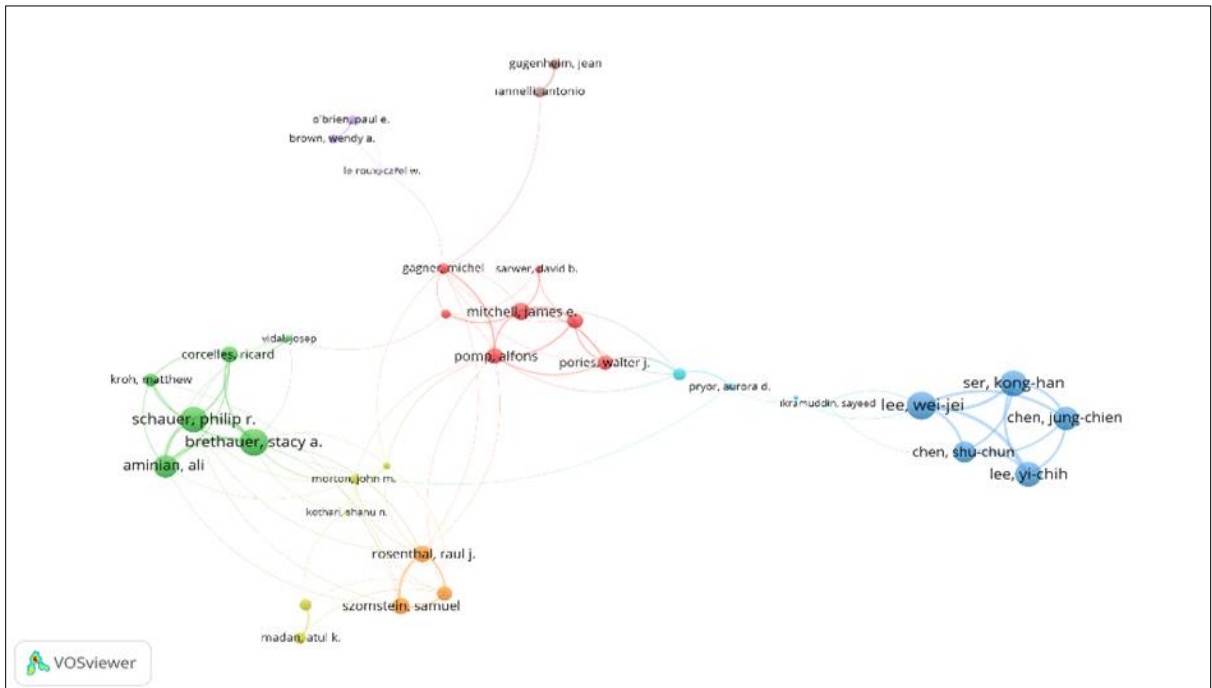 gugenheim, jean
iannelli, antonio
o'brien, paul e.
brown, wendy a.
le roux, carel w.
gagner, michel
sarwer, david b.
mitchell, james e.
vidal, josep
corcelles, ricard
pomp, alfons
pories, walter j.
kroh, matthew
pryor, aurora d.
ser, kong-han
ikramuddin, sayeed
lee, wei-jei
schauer, philip r.
chen, jung-chien
brethauer, stacy a.
chen, shu-chun
aminian, ali
lee, yi-chih
morton, john m.
kothari, shanu n.
rosenthal, raul j.
szomstein, samuel
madan, atul k.
VOSviewer